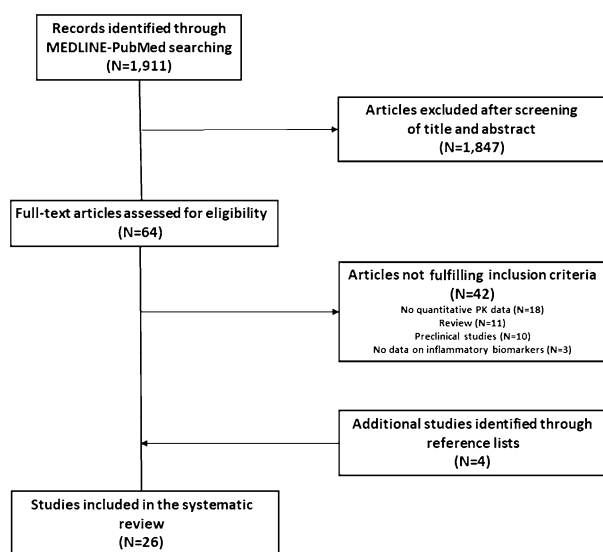 Records identified through
MEDLINE-PubMed searching
(N=1,911)
Articles excluded after screening
of title and abstract
(N=1,847)
Full-text articles assessed for eligibility
(N=64)
Articles not fulfilling inclusion criteria
(N=42)
No quantitative PK data (N=18)
Review (N=11)
Preclinical studies (N=10)
No data on inflammatory biomarkers (N=3)
Additional studies identified through
reference lists
(N=4)
Studies included in the systematic
review
(N=26)